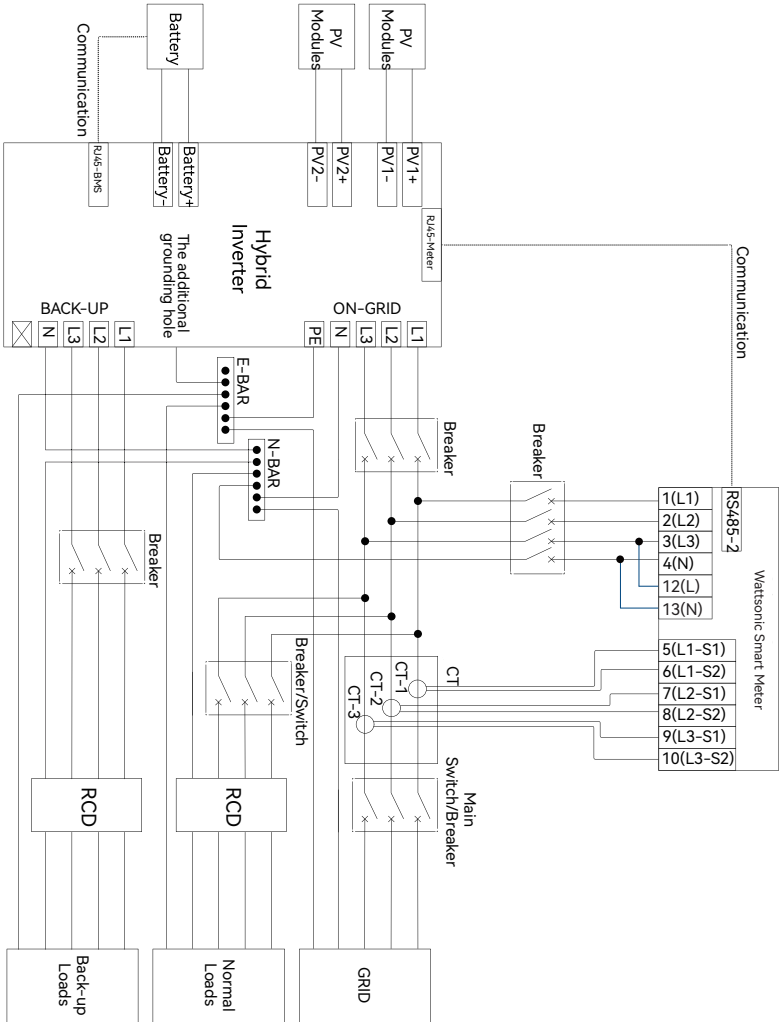 Communication
Battery
PV
Modules
PV
Modules
RJ45-BMS
Battery-
Battery+
PV2-
PV2+
PV1-
PV1+
RJ45-Meter
Communication
Hybrid
Inverter
The additional
grounding hole
BACK-UP
ON-GRID
N
L3
L2
L1
PE
N
L3
L2
L1
E-BAR
N-BAR
Breaker
Breaker
Breaker
Breaker/Switch
RS485-2
1(L1)
2(L2)
3(L3)
4(N)
12(L)
13(N)
5(L1-S1)
6(L1-S2)
7(L2-S1)
8(L2-S2)
9(L3-S1)
10(L3-S2)
Wattsonic Smart Meter
CT
CT-1
CT-2
CT-3
Main
Switch/Breaker
RCD
RCD
Back-up
Loads
Normal
Loads
GRID